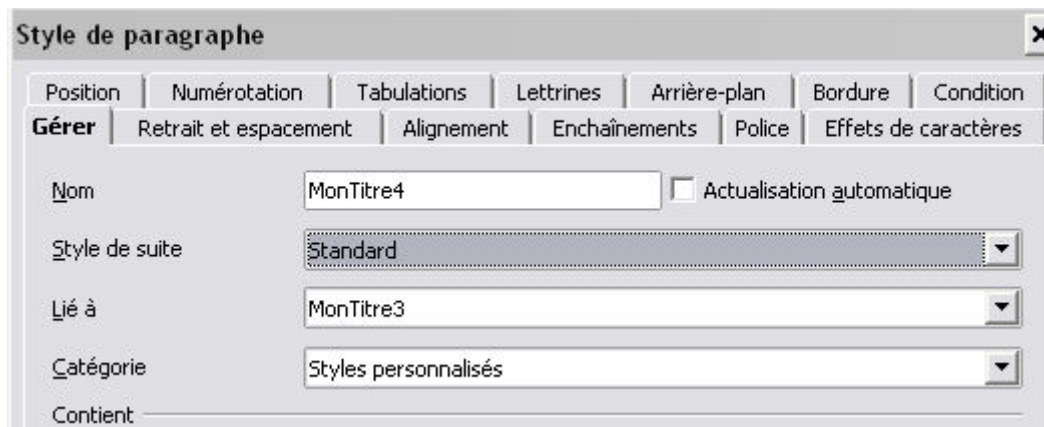 Style de paragraphe
Position Numérotation Tabulations Lettrines Arrière-plan Bordure Condition
Gérer Retrait et espacement Alignement Enchaînements Police Effets de caractères
Nom MonTitre4 Actualisation automatique
Style de suite Standard
Lié à MonTitre3
Catégorie Styles personnalisés
Contient